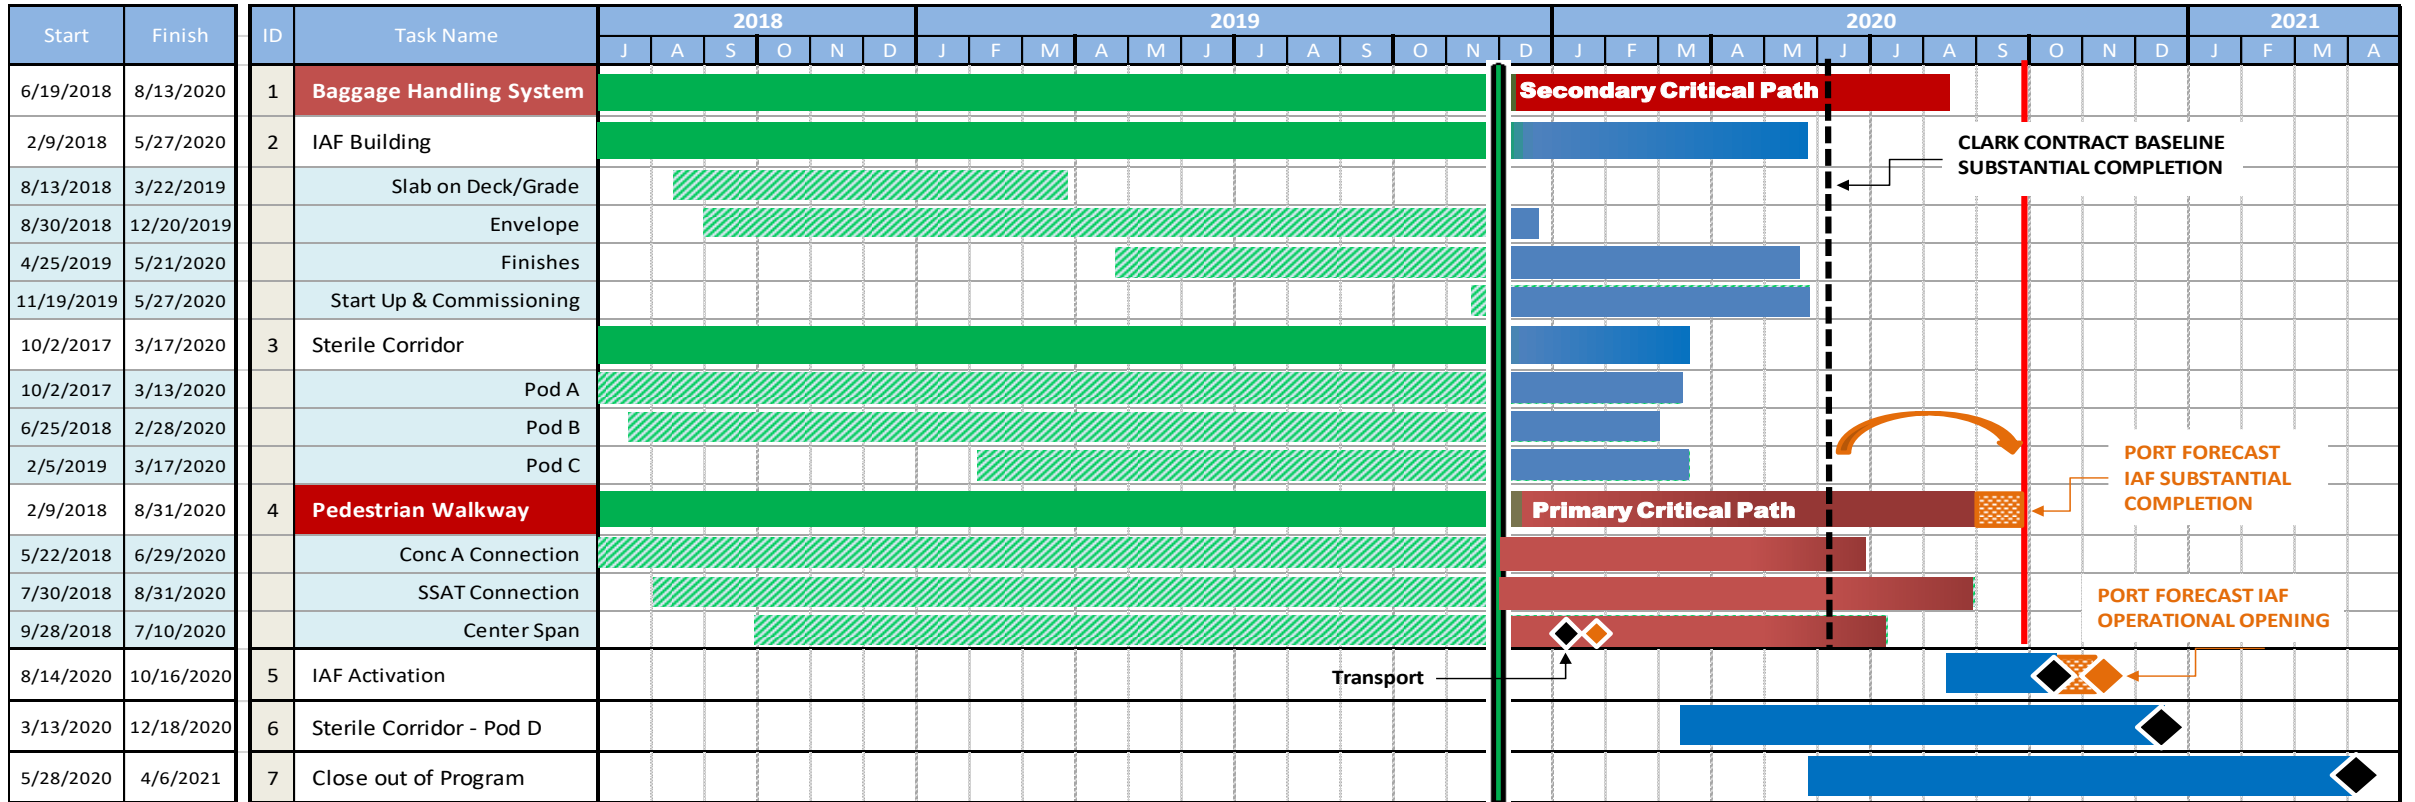 2018 2019 2020 2021
Start Finish ID Task Name J A S O N D J F M A M J J A S O N D J F M A M J J A S O N D J F M A
6/19/2018 8/13/2020 1 Baggage Handling System Secondary Critical Path
2/9/2018 5/27/2020 2 IAF Building
CLARK CONTRACT BASELINE
SUBSTANTIAL COMPLETION
8/13/2018 3/22/2019 Slab on Deck/Grade
8/30/2018 12/20/2019 Envelope
4/25/2019 5/21/2020 Finishes
11/19/2019 5/27/2020 Start Up & Commissioning
10/2/2017 3/17/2020 3 Sterile Corridor
10/2/2017 3/13/2020 Pod A
6/25/2018 2/28/2020 Pod B
2/5/2019 3/17/2020 Pod C
PORT FORECAST
IAF SUBSTANTIAL
COMPLETION
2/9/2018 8/31/2020 4 Pedestrian Walkway Primary Critical Path
5/22/2018 6/29/2020 Conc A Connection
7/30/2018 8/31/2020 SSAT Connection
PORT FORECAST IAF
OPERATIONAL OPENING
9/28/2018 7/10/2020 Center Span
Transport
8/14/2020 10/16/2020 5 IAF Activation
3/13/2020 12/18/2020 6 Sterile Corridor - Pod D
5/28/2020 4/6/2021 7 Close out of Program